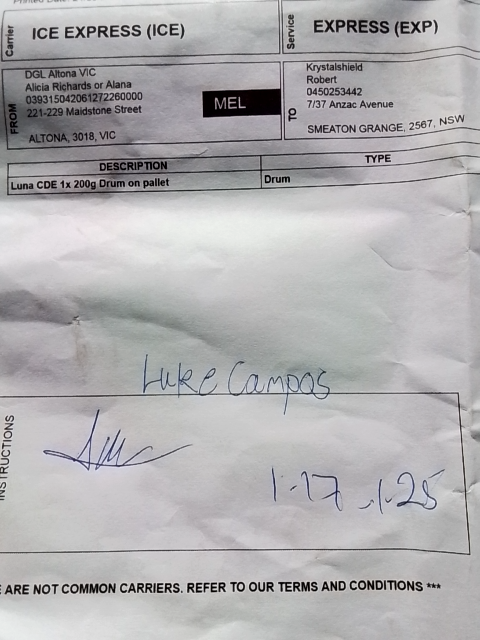 Carrier
ICE EXPRESS (ICE)
Service
EXPRESS (EXP)
FROM
DGL Altona VIC
Alicia Richards or Alana
039315042061272260000
221-229 Maidstone Street
ALTONA, 3018, VIC
MEL
TO
Krystalshield
Robert
0450253442
7/37 Anzac Avenue
SMEATON GRANGE, 2567, NSW
DESCRIPTION
TYPE
Luna CDE 1x 200g Drum on pallet
Drum
Luke Campos
INSTRUCTIONS
1-17 -1-25
ARE NOT COMMON CARRIERS. REFER TO OUR TERMS AND CONDITIONS ***